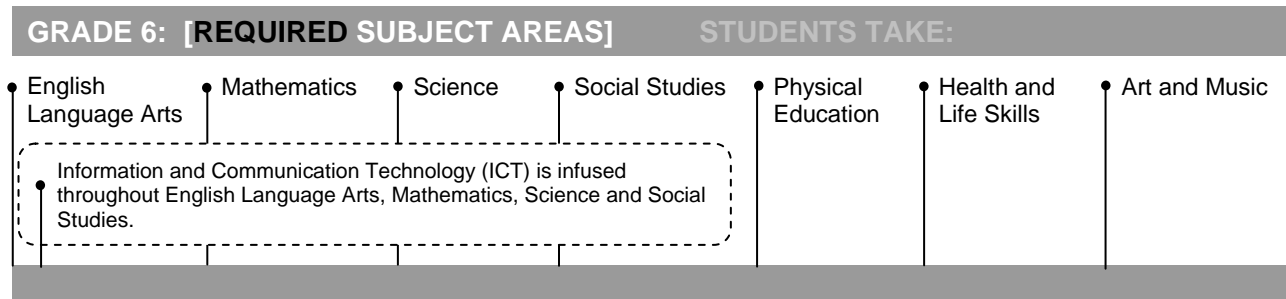 GRADE 6: [REQUIRED SUBJECT AREAS] STUDENTS TAKE:
English
Language Arts
Mathematics
Science
Social Studies
Physical
Education
Health and
Life Skills
Art and Music
Information and Communication Technology (ICT) is infused
throughout English Language Arts, Mathematics, Science and Social
Studies.